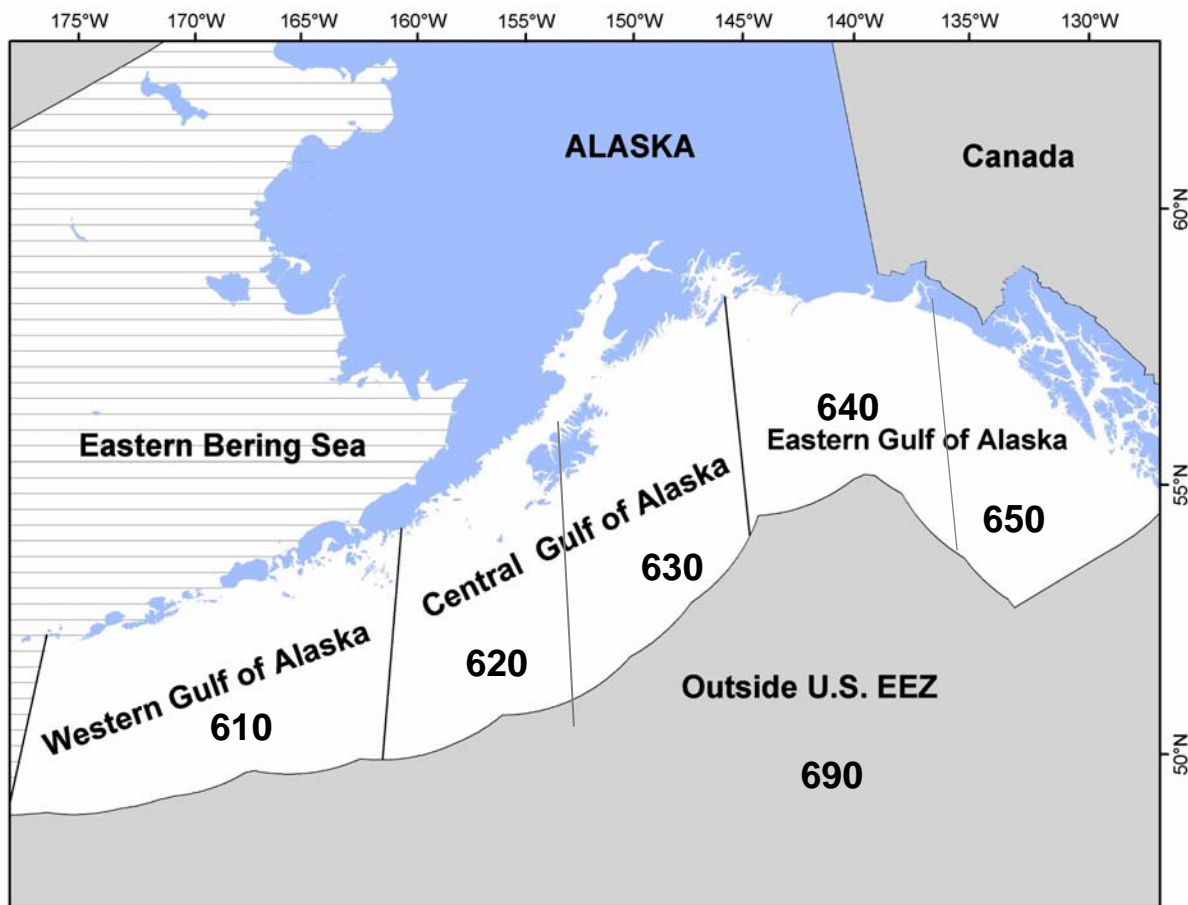 175°W 170°W 165°W 160°W 155°W 150°W 145°W 140°W 135°W 130°W
ALASKA
Canada
60°N
640
Eastern Bering Sea
Eastern Gulf of Alaska
55°N
650
Central Gulf of Alaska
630
620
Western Gulf of Alaska
610
Outside U.S. EEZ
50°N
690